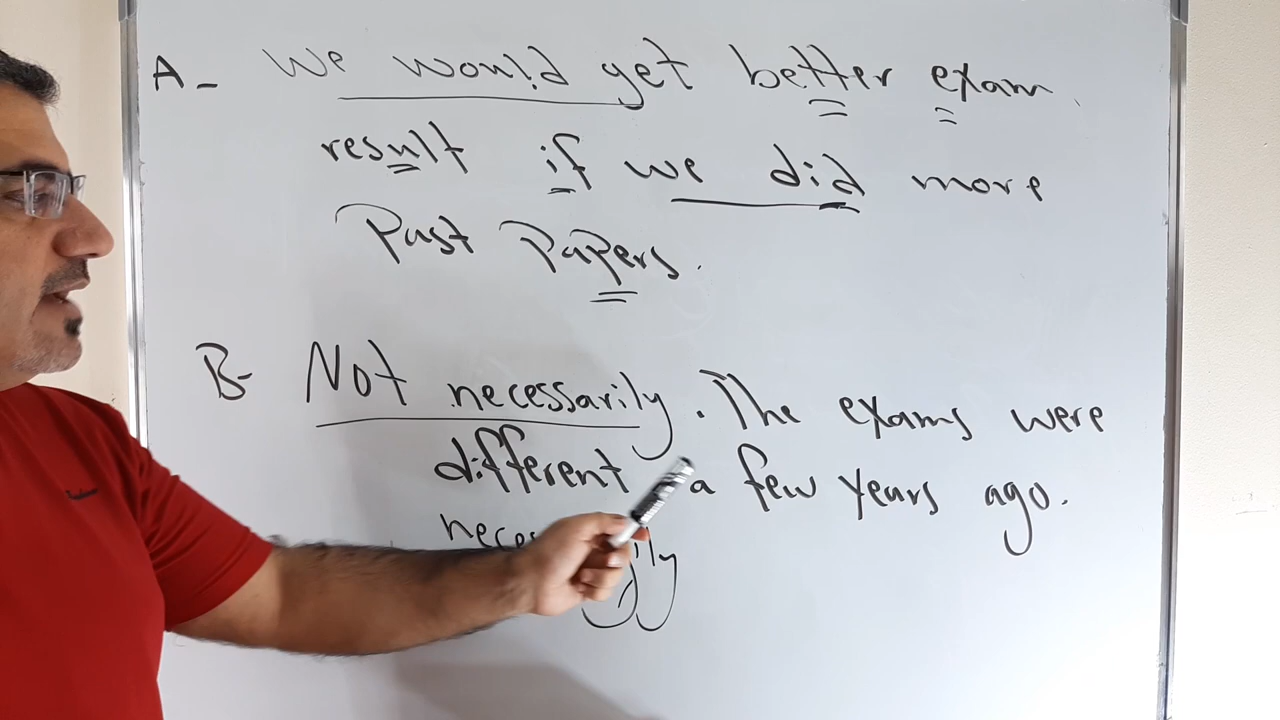 A- We would get better exam
result if we did more
Past Papers.
B- Not necessarily. The exams were
different a few years ago.